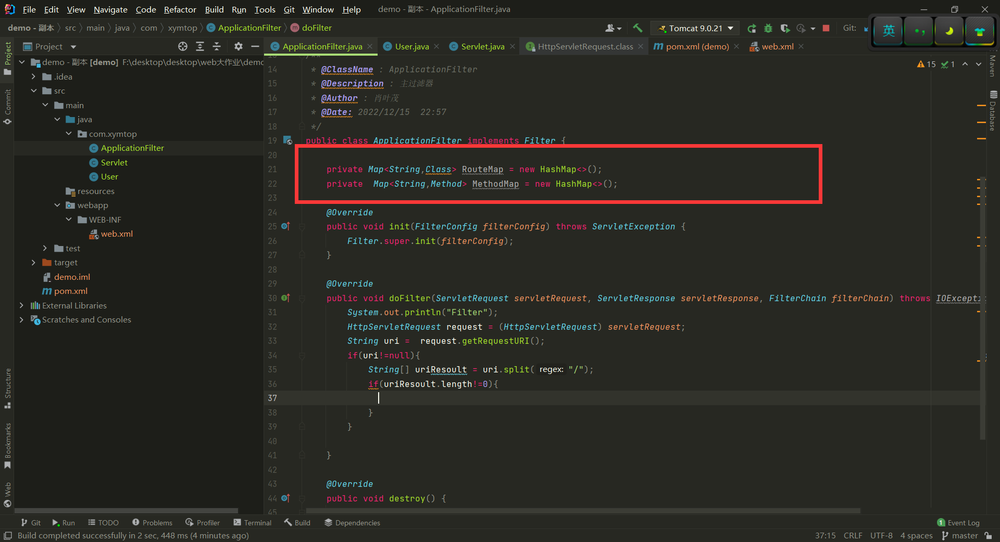 File Edit View Navigate Code Refactor Build Run Tools Git Window Help demo - 副本 - ApplicationFilter.java
demo - 副本 src main java com xymtop ApplicationFilter doFilter Tomcat 9.0.21 Git: 英
Project
ApplicationFilter.java User.java Servlet.java HttpServletRequest.class pom.xml (demo) web.xml
demo - 副本 [demo] F:\desktop\desktop\web大作业\demo
.idea
src
main
java
com.xymtop
ApplicationFilter
Servlet
User
resources
webapp
WEB-INF
web.xml
test
target
demo.iml
pom.xml
External Libraries
Scratches and Consoles
Project
Commit
Structure
Bookmarks
Web
15 1
Maven
Database
13 /**
14 * @ClassName : ApplicationFilter
15 * @Description : 主过滤器
16 * @Author : 肖叶茂
17 * @Date: 2022/12/15  22:57
18 */
19 public class ApplicationFilter implements Filter {
20
21 private Map<String,Class> RouteMap = new HashMap<>();
22 private  Map<String,Method> MethodMap = new HashMap<>();
23
24 @Override
25 public void init(FilterConfig filterConfig) throws ServletException {
26 Filter.super.init(filterConfig);
27 }
28
29 @Override
30 public void doFilter(ServletRequest servletRequest, ServletResponse servletResponse, FilterChain filterChain) throws IOExcepti
31 System.out.println("Filter");
32 HttpServletRequest request = (HttpServletRequest) servletRequest;
33 String uri =  request.getRequestURI();
34 if(uri!=null){
35 String[] uriResoult = uri.split( regex: "/");
36 if(uriResoult.length!=0){
37
38 }
39 }
40
41 }
42
43 @Override
44 public void destroy() {
45
Git Run TODO Problems Profiler Terminal Build Dependencies 1 Event Log
Build completed successfully in 2 sec, 448 ms (4 minutes ago) 37:15 CRLF UTF-8 4 spaces master